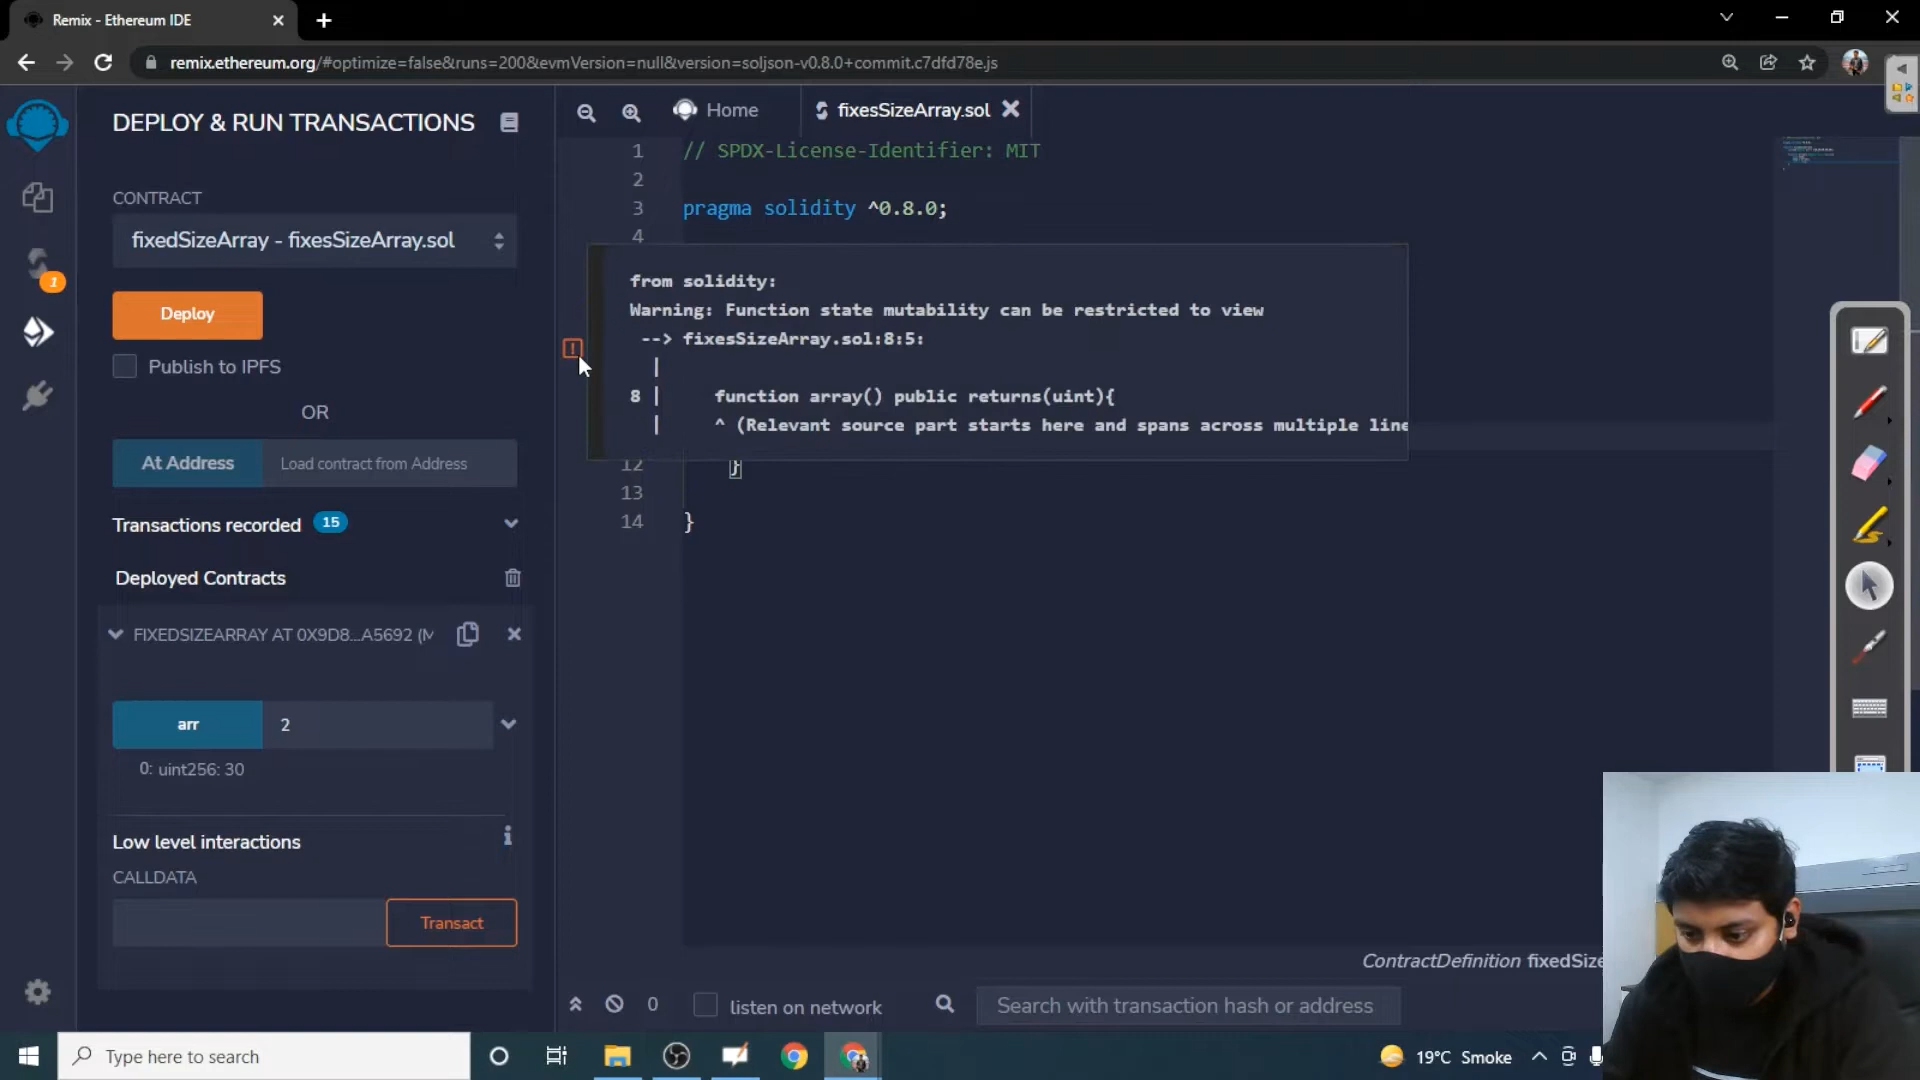 Remix - Ethereum IDE
remix.ethereum.org/#optimize=false&runs=200&evmVersion=null&version=soljson-v0.8.0+commit.c7dfd78e.js
DEPLOY & RUN TRANSACTIONS
CONTRACT
fixedSizeArray - fixesSizeArray.sol
1
Deploy
Publish to IPFS
OR
At Address
Load contract from Address
Transactions recorded 15
Deployed Contracts
FIXEDSIZEARRAY AT 0X9D8...A5692 (M
arr
2
0: uint256: 30
Low level interactions
CALLDATA
Transact
Home
fixesSizeArray.sol
1 // SPDX-License-Identifier: MIT
2
3 pragma solidity ^0.8.0;
4
from solidity:
Warning: Function state mutability can be restricted to view
--> fixesSizeArray.sol:8:5:
|
8 | function array() public returns(uint){
| ^ (Relevant source part starts here and spans across multiple line
12 }
13
14 }
ContractDefinition fixedSize
0
listen on network
Search with transaction hash or address
Type here to search
19°C Smoke